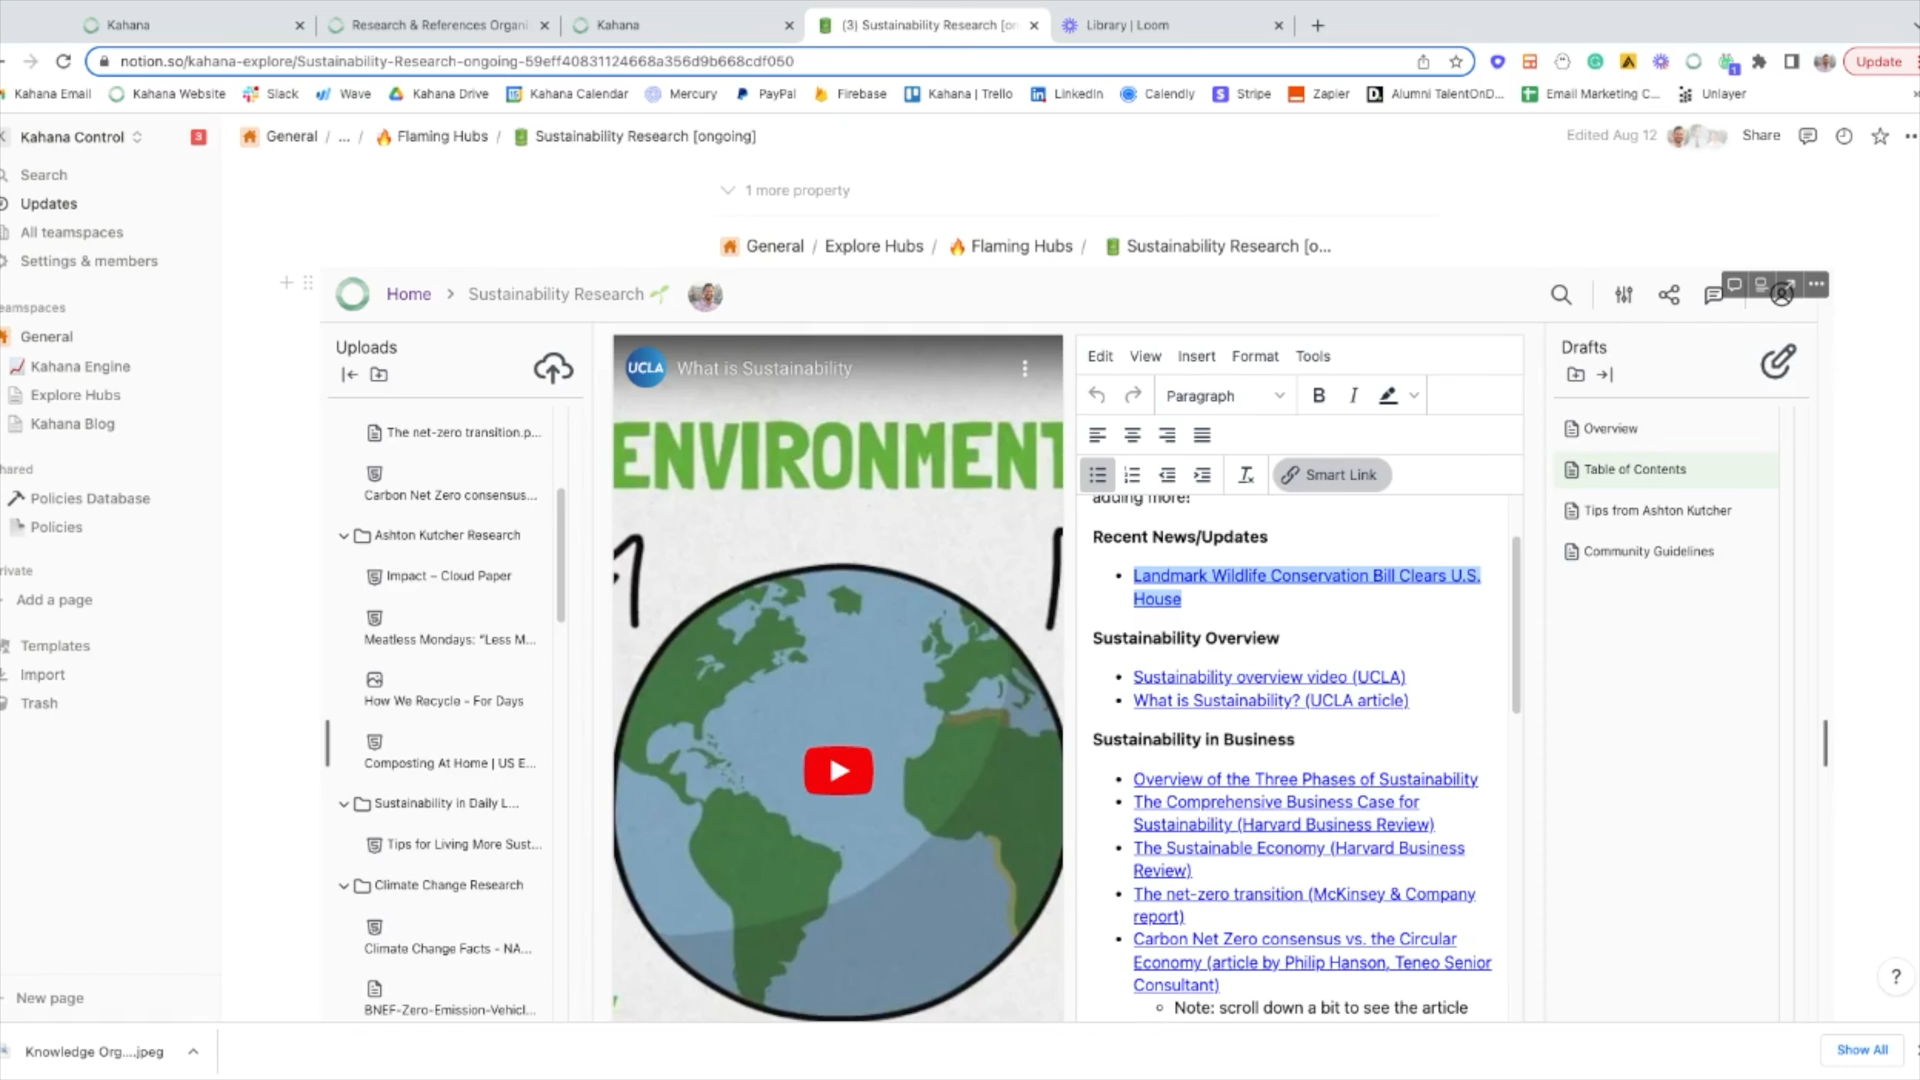 Kahana
Research & References Organi
Kahana
(3) Sustainability Research [on
Library | Loom
notion.so/kahana-explore/Sustainability-Research-ongoing-59eff40831124668a356d9b668cdf050
Update
Kahana Email
Kahana Website
Slack
Wave
Kahana Drive
Kahana Calendar
Mercury
PayPal
Firebase
Kahana | Trello
LinkedIn
Calendly
Stripe
Zapier
Alumni TalentOnD...
Email Marketing C...
Unlayer
Kahana Control
3
General / ... / Flaming Hubs / Sustainability Research [ongoing]
Edited Aug 12
Share
Search
Updates
All teamspaces
Settings & members
eamspaces
General
Kahana Engine
Explore Hubs
Kahana Blog
hared
Policies Database
Policies
rivate
Add a page
Templates
Import
Trash
New page
1 more property
General / Explore Hubs / Flaming Hubs / Sustainability Research [o...
Home > Sustainability Research
Uploads
The net-zero transition.p...
Carbon Net Zero consensus...
Ashton Kutcher Research
Impact – Cloud Paper
Meatless Mondays: “Less M...
How We Recycle - For Days
Composting At Home | US E...
Sustainability in Daily L...
Tips for Living More Sust...
Climate Change Research
Climate Change Facts - NA...
BNEF-Zero-Emission-Vehicl...
UCLA
What is Sustainability
ENVIRONMENT
Edit View Insert Format Tools
Paragraph
B I
Smart Link
adding more!
Recent News/Updates
Landmark Wildlife Conservation Bill Clears U.S.
House
Sustainability Overview
Sustainability overview video (UCLA)
What is Sustainability? (UCLA article)
Sustainability in Business
Overview of the Three Phases of Sustainability
The Comprehensive Business Case for
Sustainability (Harvard Business Review)
The Sustainable Economy (Harvard Business
Review)
The net-zero transition (McKinsey & Company
report)
Carbon Net Zero consensus vs. the Circular
Economy (article by Philip Hanson, Teneo Senior
Consultant)
Note: scroll down a bit to see the article
Drafts
Overview
Table of Contents
Tips from Ashton Kutcher
Community Guidelines
?
Knowledge Org....jpeg
Show All